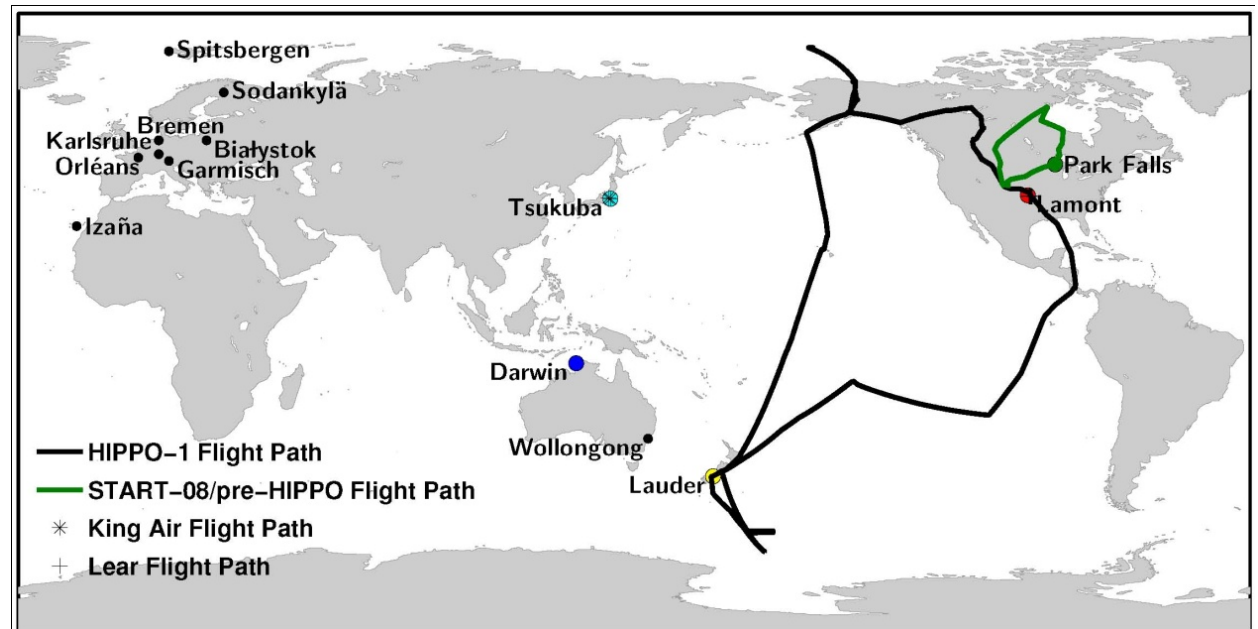 Spitsbergen
Sodankylä
Bremen
Karlsruhe
Białystok
Orléans
Garmisch
Park Falls
Tsukuba
Lamont
Izaña
Darwin
Wollongong
HIPPO-1 Flight Path
Lauder
START-08/pre-HIPPO Flight Path
King Air Flight Path
Lear Flight Path